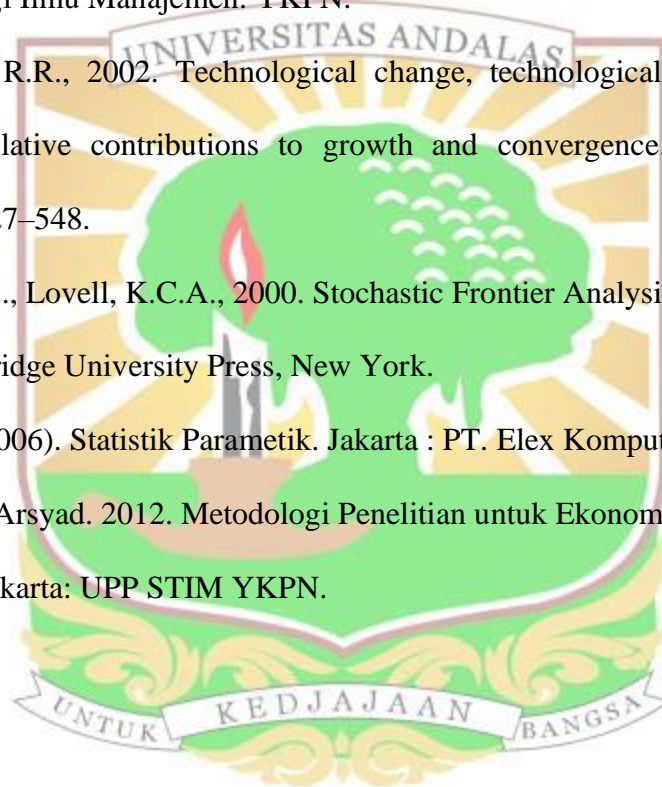 gi Ilmu Manajemen. YKPN.
UNIVERSITAS ANDALAS
R.R., 2002. Technological change, technological
lative contributions to growth and convergence.
27–548.
., Lovell, K.C.A., 2000. Stochastic Frontier Analysi
ridge University Press, New York.
006). Statistik Parametik. Jakarta : PT. Elex Komput
Arsyad. 2012. Metodologi Penelitian untuk Ekonom
karta: UPP STIM YKPN.
UNTUK KEDJAJAAN BANGSA